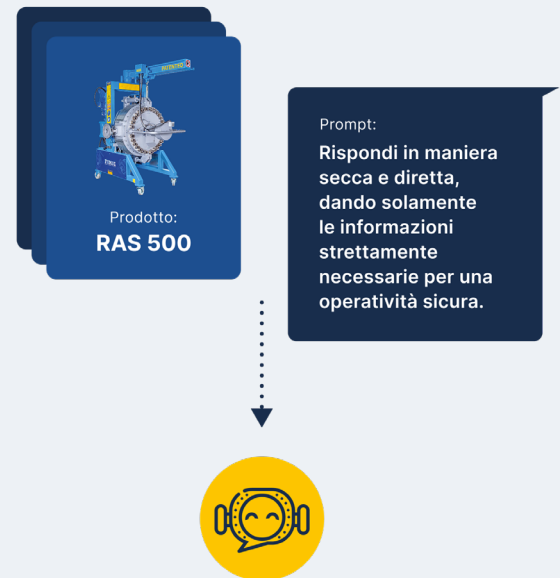 PATENTED
Prodotto:
RAS 500
Prompt:
Rispondi in maniera
secca e diretta,
dando solamente
le informazioni
strettamente
necessarie per una
operatività sicura.